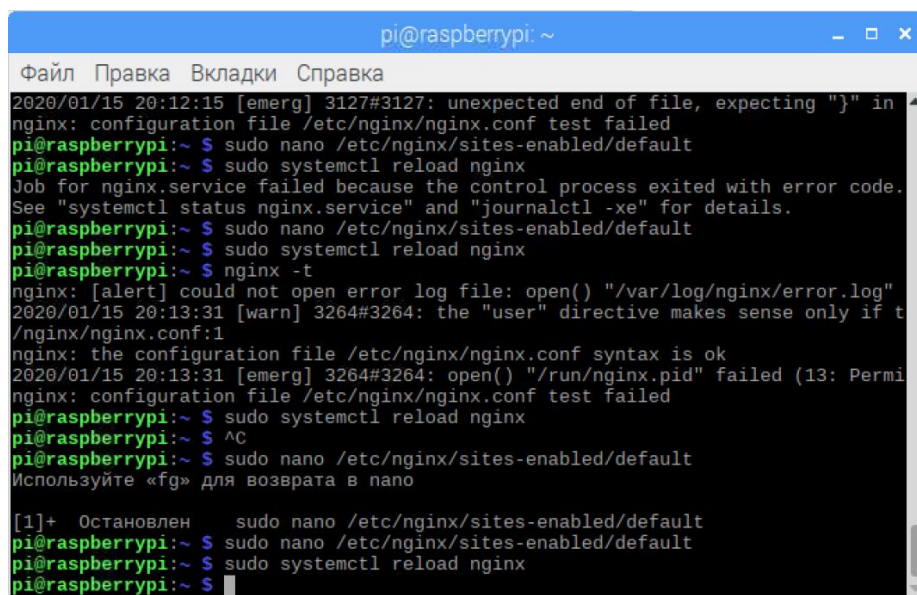 pi@raspberrypi: ~
Файл Правка Вкладки Справка
2020/01/15 20:12:15 [emerg] 3127#3127: unexpected end of file, expecting "}" in
nginx: configuration file /etc/nginx/nginx.conf test failed
pi@raspberrypi:~ $ sudo nano /etc/nginx/sites-enabled/default
pi@raspberrypi:~ $ sudo systemctl reload nginx
Job for nginx.service failed because the control process exited with error code.
See "systemctl status nginx.service" and "journalctl -xe" for details.
pi@raspberrypi:~ $ sudo nano /etc/nginx/sites-enabled/default
pi@raspberrypi:~ $ sudo systemctl reload nginx
pi@raspberrypi:~ $ nginx -t
nginx: [alert] could not open error log file: open() "/var/log/nginx/error.log"
2020/01/15 20:13:31 [warn] 3264#3264: the "user" directive makes sense only if t
/nginx/nginx.conf:1
nginx: the configuration file /etc/nginx/nginx.conf syntax is ok
2020/01/15 20:13:31 [emerg] 3264#3264: open() "/run/nginx.pid" failed (13: Permi
nginx: configuration file /etc/nginx/nginx.conf test failed
pi@raspberrypi:~ $ sudo systemctl reload nginx
pi@raspberrypi:~ $ ^C
pi@raspberrypi:~ $ sudo nano /etc/nginx/sites-enabled/default
Используйте «fg» для возврата в nano
[1]+ Остановлен sudo nano /etc/nginx/sites-enabled/default
pi@raspberrypi:~ $ sudo nano /etc/nginx/sites-enabled/default
pi@raspberrypi:~ $ sudo systemctl reload nginx
pi@raspberrypi:~ $